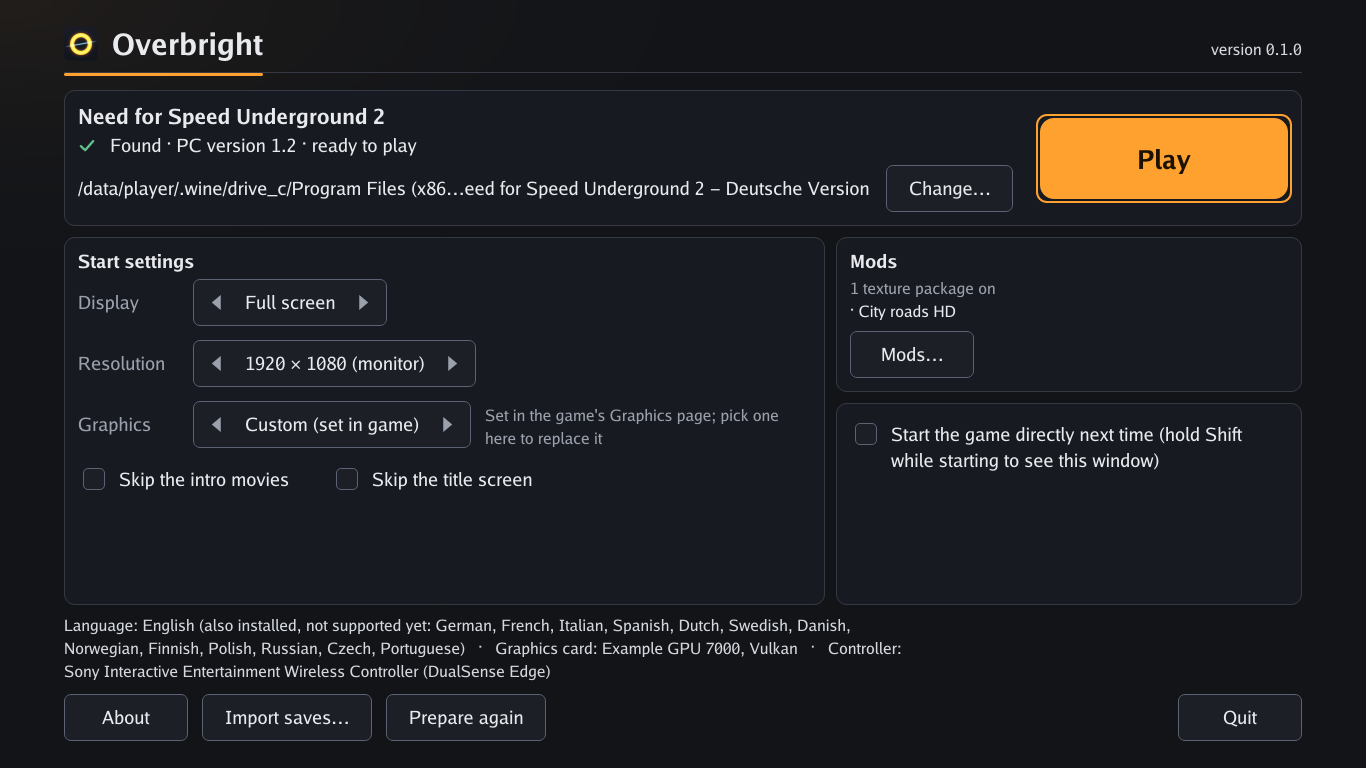 Overbright
version 0.1.0
Need for Speed Underground 2
Found · PC version 1.2 · ready to play
/data/player/.wine/drive_c/Program Files (x86…eed for Speed Underground 2 – Deutsche Version
Change…
Play
Start settings
Display
Full screen
Resolution
1920 × 1080 (monitor)
Graphics
Custom (set in game)
Set in the game's Graphics page; pick one
here to replace it
Skip the intro movies
Skip the title screen
Mods
1 texture package on
· City roads HD
Mods…
Start the game directly next time (hold Shift
while starting to see this window)
Language: English (also installed, not supported yet: German, French, Italian, Spanish, Dutch, Swedish, Danish,
Norwegian, Finnish, Polish, Russian, Czech, Portuguese) · Graphics card: Example GPU 7000, Vulkan · Controller:
Sony Interactive Entertainment Wireless Controller (DualSense Edge)
About
Import saves…
Prepare again
Quit